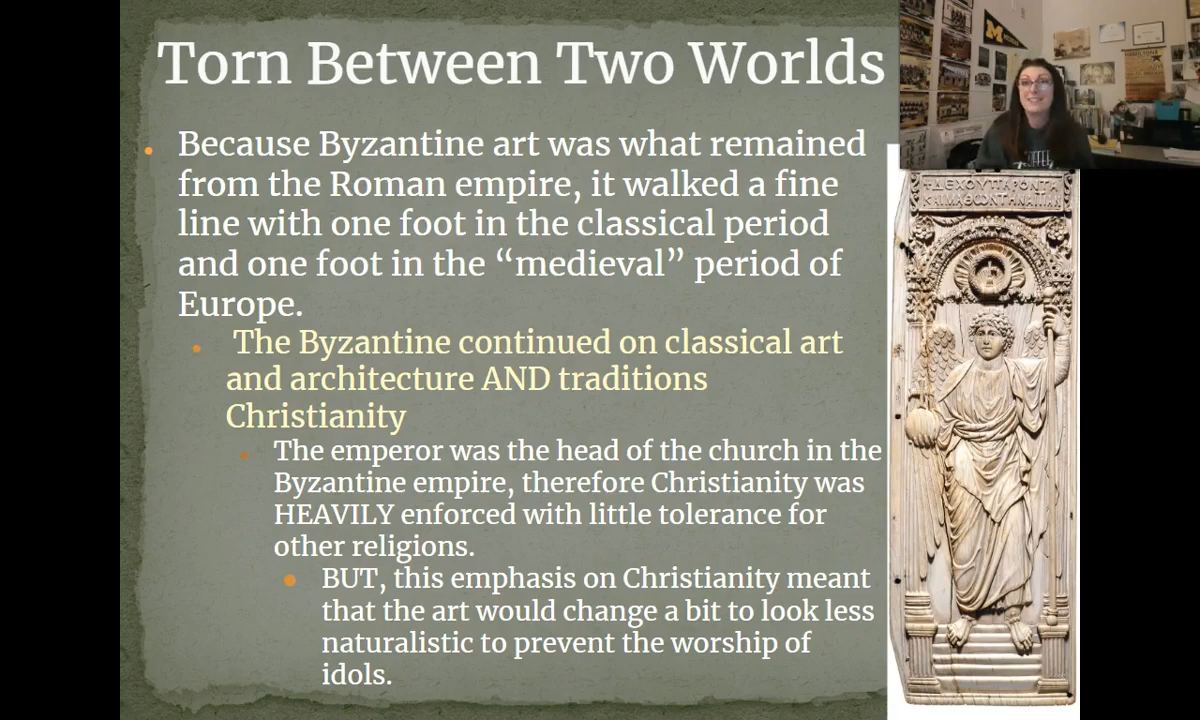 Torn Between Two Worlds
Because Byzantine art was what remained
from the Roman empire, it walked a fine
line with one foot in the classical period
and one foot in the “medieval” period of
Europe.
The Byzantine continued on classical art
and architecture AND traditions
Christianity
The emperor was the head of the church in the
Byzantine empire, therefore Christianity was
HEAVILY enforced with little tolerance for
other religions.
BUT, this emphasis on Christianity meant
that the art would change a bit to look less
naturalistic to prevent the worship of
idols.
M